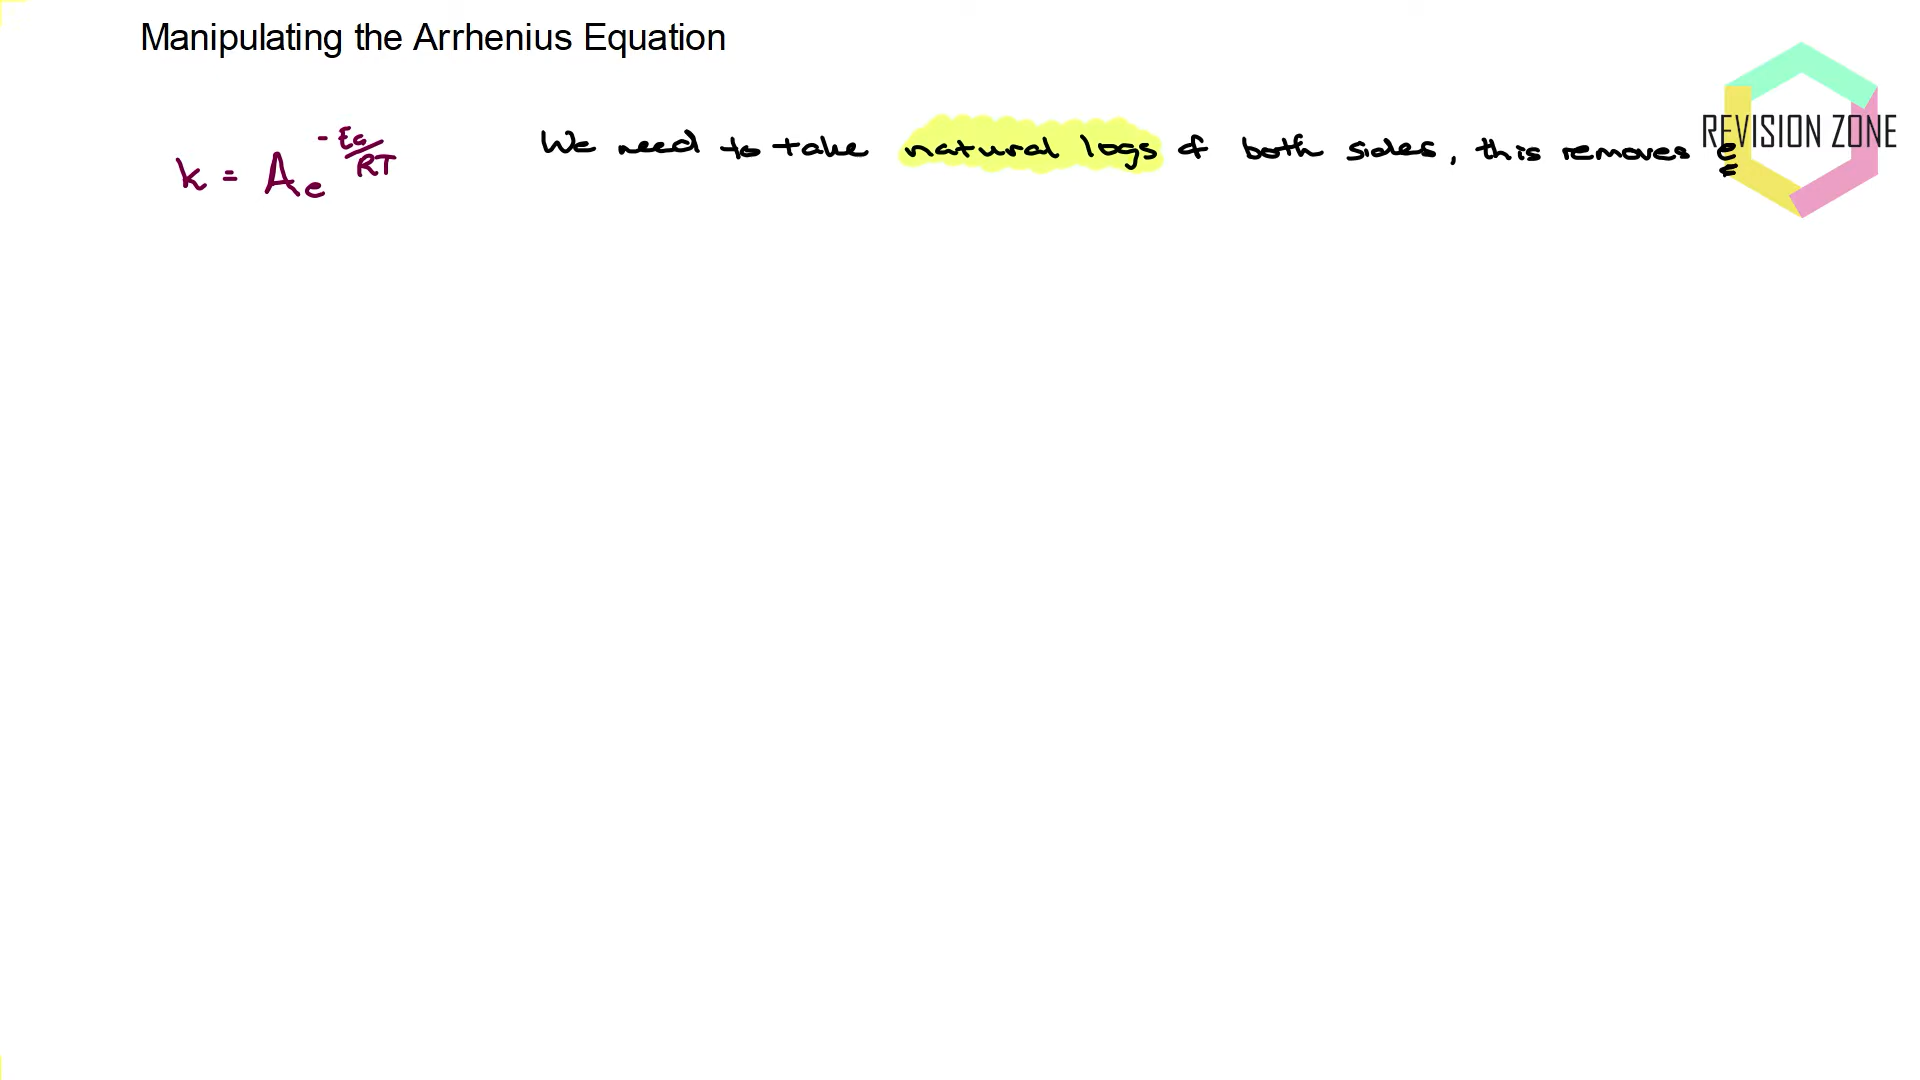 Manipulating the Arrhenius Equation
REVISION ZONE
k = Ae^(-Ea/RT)
We need to take natural logs of both sides, this removes e